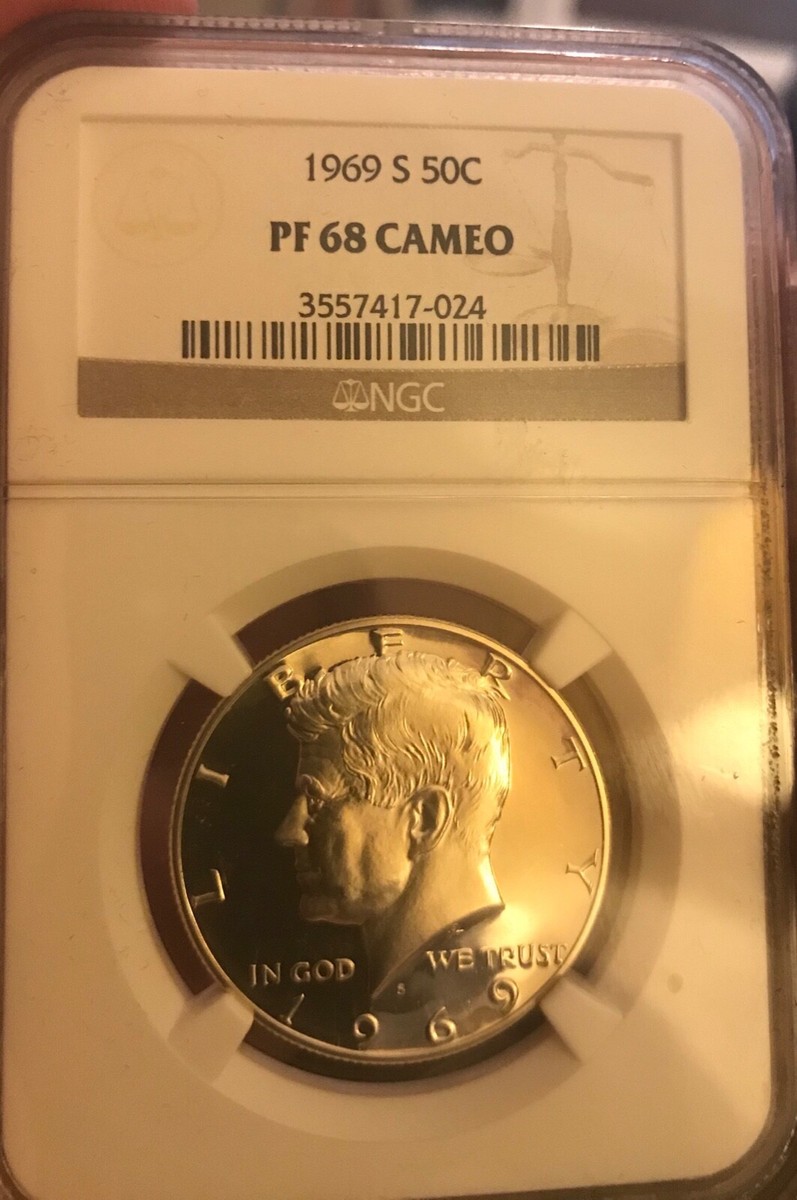 1969 S 50C
PF 68 CAMEO
3557417-024
NGC
LIBERTY
IN GOD WE TRUST
S
1969